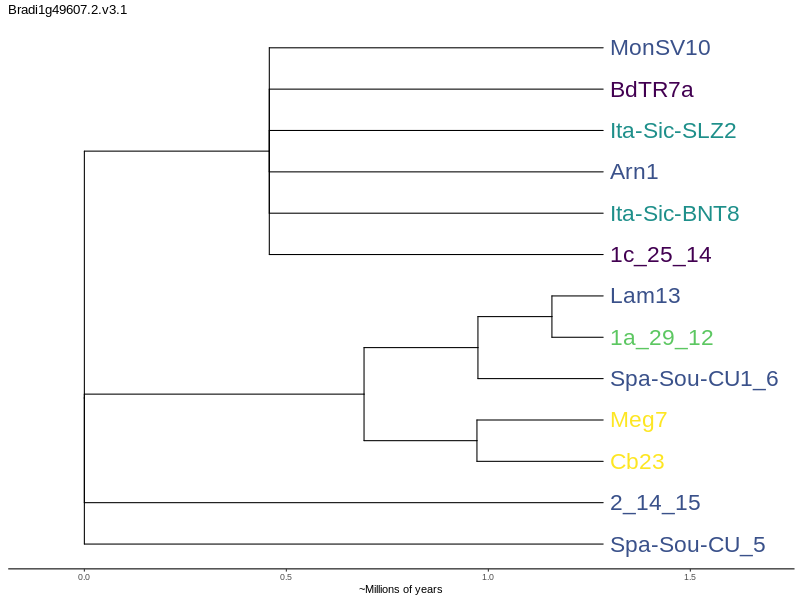 Bradi1g49607.2.v3.1
MonSV10
BdTR7a
Ita-Sic-SLZ2
Arn1
Ita-Sic-BNT8
1c_25_14
Lam13
1a_29_12
Spa-Sou-CU1_6
Meg7
Cb23
2_14_15
Spa-Sou-CU_5
0.0 0.5 1.0 1.5
~Millions of years